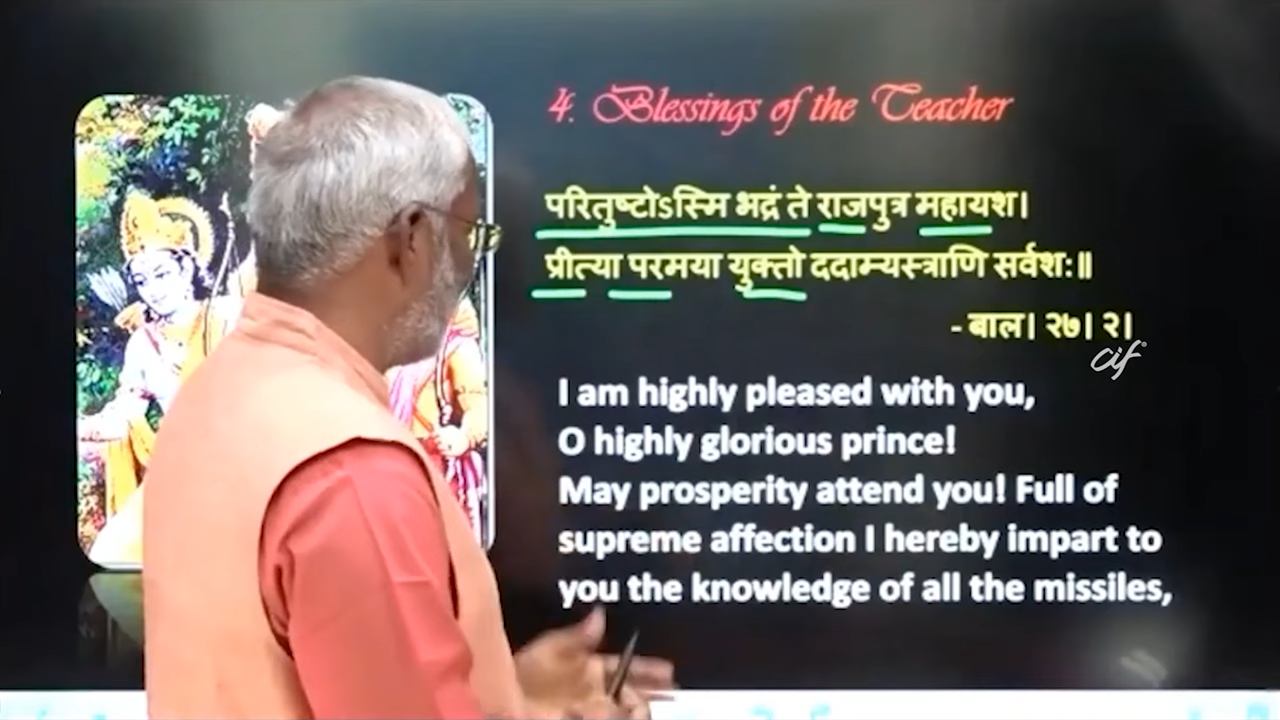 4. Blessings of the Teacher
परितुष्टोऽस्मि भद्रं ते राजपुत्र महायश।
प्रीत्या परमया युक्तो ददाम्यस्त्राणि सर्वश:॥
- बाल। २७। २।
cif
I am highly pleased with you,
O highly glorious prince!
May prosperity attend you! Full of
supreme affection I hereby impart to
you the knowledge of all the missiles,